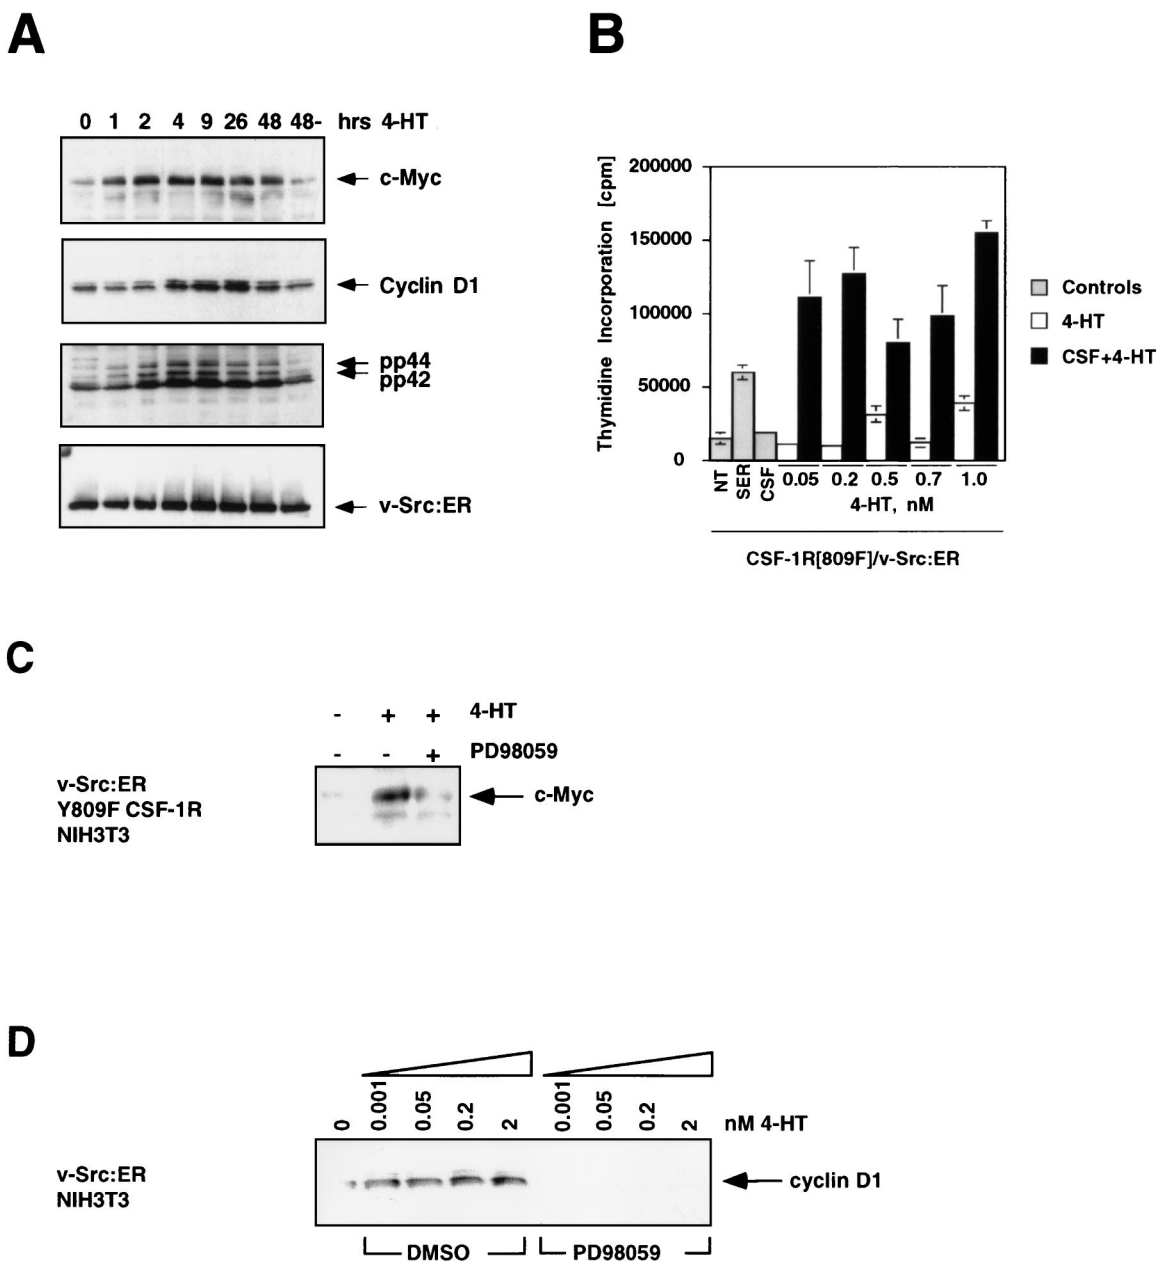 A
0 1 2 4 9 26 48 48- hrs 4-HT
c-Myc
Cyclin D1
pp44
pp42
v-Src:ER
B
Thymidine Incorporation [cpm]
200000
150000
100000
50000
0
NT
SER
CSF
0.05 0.2 0.5 0.7 1.0
4-HT, nM
CSF-1R[809F]/v-Src:ER
Controls
4-HT
CSF+4-HT
C
- + + 4-HT
- - + PD98059
v-Src:ER
Y809F CSF-1R
NIH3T3
c-Myc
D
0 0.001 0.05 0.2 2 0.001 0.05 0.2 2 nM 4-HT
v-Src:ER
NIH3T3
cyclin D1
DMSO PD98059